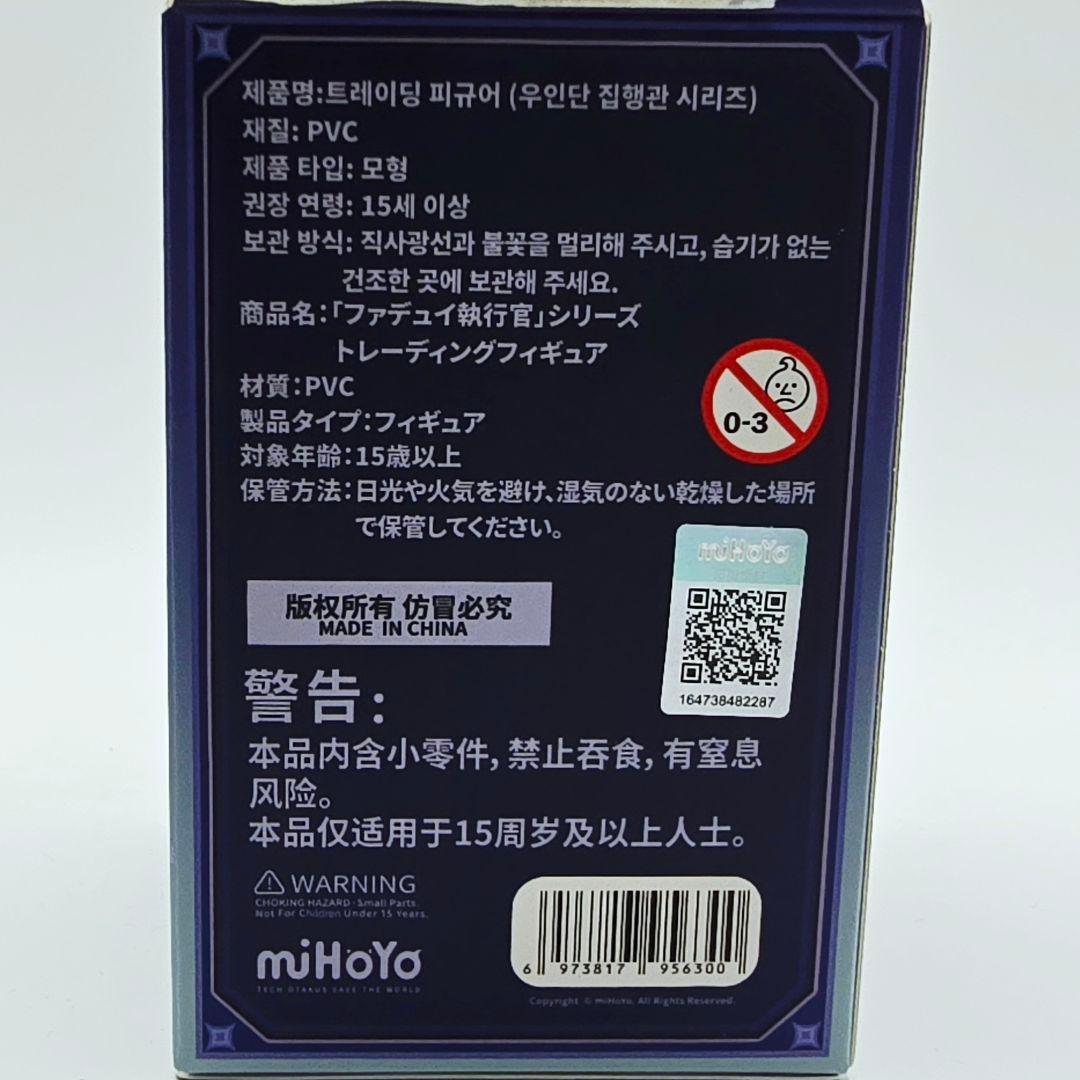 제품명:트레이딩 피규어 (우인단 집행관 시리즈)
재질: PVC
제품 타입: 모형
권장 연령: 15세 이상
보관 방식: 직사광선과 불꽃을 멀리해 주시고, 습기가 없는
건조한 곳에 보관해 주세요.
商品名:「ファデュイ執行官」シリーズ
トレーディングフィギュア
材質:PVC
製品タイプ:フィギュア
対象年齢:15歳以上
保管方法:日光や火気を避け、湿気のない乾燥した場所
で保管してください。
0-3
miHoYo
164738482287
版权所有 仿冒必究
MADE IN CHINA
警告:
本品内含小零件, 禁止吞食, 有窒息
风险。
本品仅适用于15周岁及以上人士。
WARNING
CHOKING HAZARD - Small Parts.
Not For Children Under 15 Years.
miHoYo
TECH OTAKUS SAVE THE WORLD
6 973817 956300
Copyright © miHoYo. All Rights Reserved.